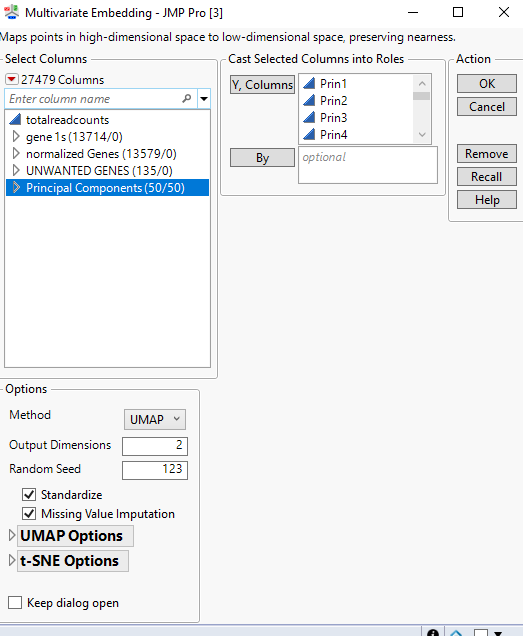 Multivariate Embedding - JMP Pro [3]
Maps points in high-dimensional space to low-dimensional space, preserving nearness.
Select Columns
27479 Columns
Enter column name
totalreadcounts
gene 1s (13714/0)
normalized Genes (13579/0)
UNWANTED GENES (135/0)
Principal Components (50/50)
Cast Selected Columns into Roles
Y, Columns
Prin1
Prin2
Prin3
Prin4
By
optional
Action
OK
Cancel
Remove
Recall
Help
Options
Method UMAP
Output Dimensions 2
Random Seed 123
Standardize
Missing Value Imputation
UMAP Options
t-SNE Options
Keep dialog open